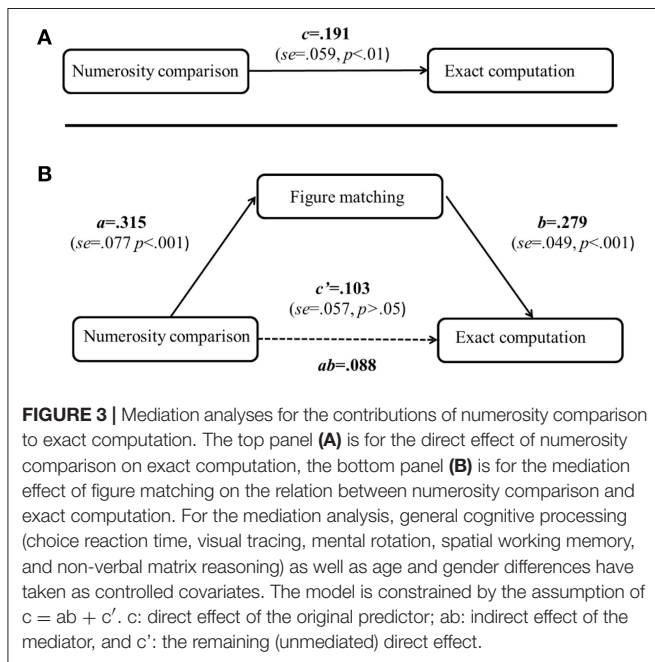 A
c=.191
(se=.059, p<.01)
Numerosity comparison
Exact computation
B
Figure matching
a=.315
(se=.077 p<.001)
b=.279
(se=.049, p<.001)
c’=.103
(se=.057, p>.05)
Numerosity comparison
Exact computation
ab=.088
FIGURE 3 | Mediation analyses for the contributions of numerosity comparison
to exact computation. The top panel (A) is for the direct effect of numerosity
comparison on exact computation, the bottom panel (B) is for the mediation
effect of figure matching on the relation between numerosity comparison and
exact computation. For the mediation analysis, general cognitive processing
(choice reaction time, visual tracing, mental rotation, spatial working memory,
and non-verbal matrix reasoning) as well as age and gender differences have
taken as controlled covariates. The model is constrained by the assumption of
c = ab + c′. c: direct effect of the original predictor; ab: indirect effect of the
mediator, and c’: the remaining (unmediated) direct effect.